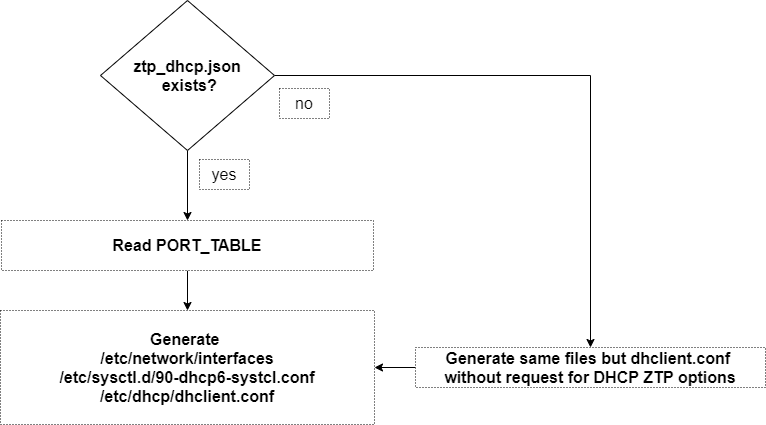 ztp_dhcp.json
exists?
no
yes
Read PORT_TABLE
Generate
/etc/network/interfaces
/etc/sysctl.d/90-dhcp6-systcl.conf
/etc/dhcp/dhclient.conf
Generate same files but dhclient.conf
without request for DHCP ZTP options